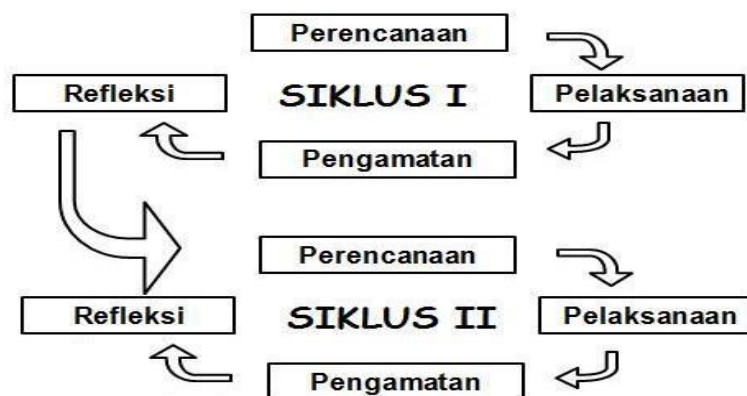 Perencanaan
Refleksi
SIKLUS I
Pelaksanaan
Pengamatan
Perencanaan
Refleksi
SIKLUS II
Pelaksanaan
Pengamatan